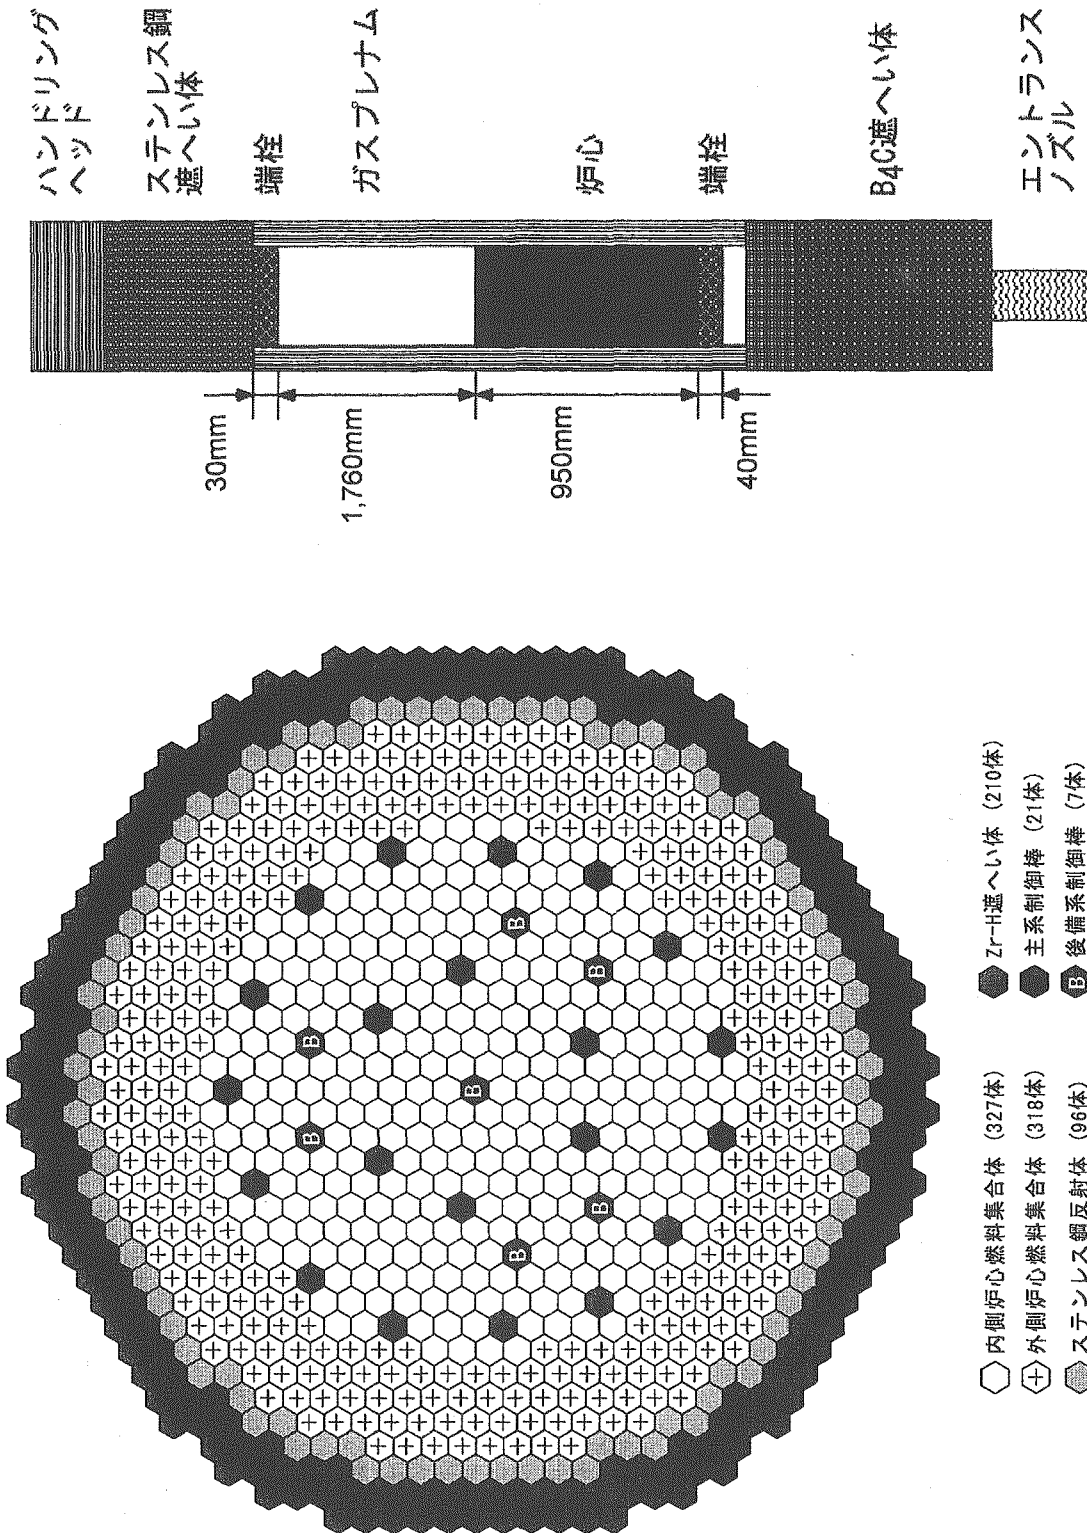 ハンドリング
ヘッド
ステンレス鋼
遮へい体
端栓
ガスプレナム
炉心
端栓
B4C遮へい体
エントランス
ノズル
30mm
1,760mm
950mm
40mm
B
B
B
B
B
B
B
内側炉心燃料集合体 (327体)
Zr-H遮へい体 (210体)
外側炉心燃料集合体 (318体)
主系制御棒 (21体)
ステンレス鋼反射体 (96体)
B 後備系制御棒 (7体)